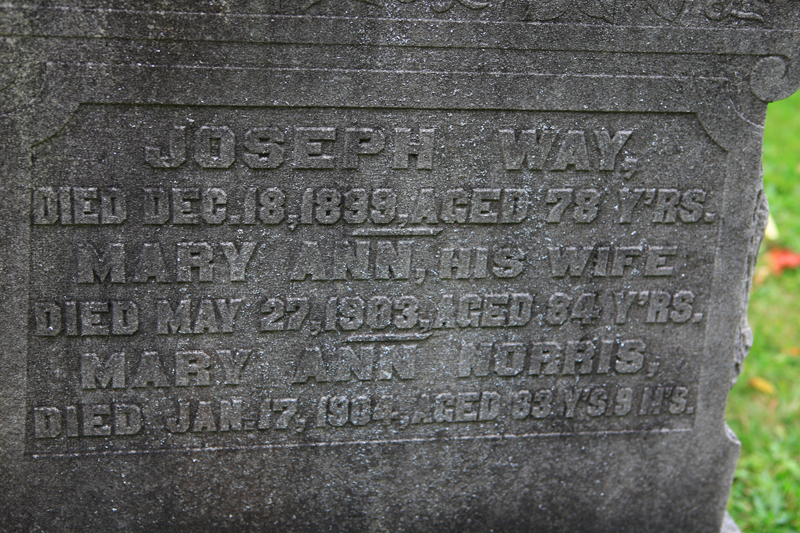 JOSEPH WAY,
DIED DEC. 18, 1899. AGED 78 Y'RS.
MARY ANN, HIS WIFE
DIED MAY 27, 1903, AGED 84 Y'RS.
MARY ANN NORRIS,
DIED JAN. 17, 1904, AGED 33 Y'S. 9